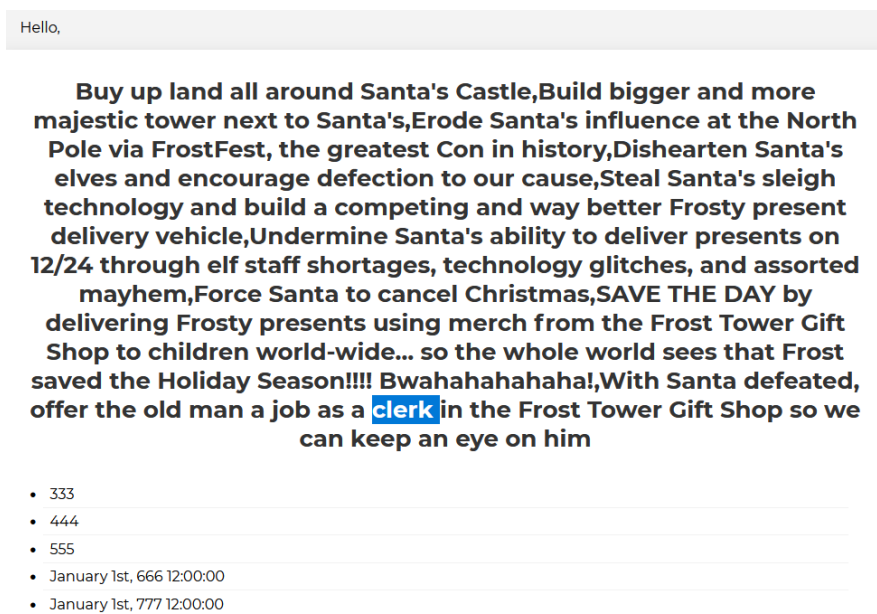 Hello,
Buy up land all around Santa's Castle,Build bigger and more
majestic tower next to Santa's,Erode Santa's influence at the North
Pole via FrostFest, the greatest Con in history,Dishearten Santa's
elves and encourage defection to our cause,Steal Santa's sleigh
technology and build a competing and way better Frosty present
delivery vehicle,Undermine Santa's ability to deliver presents on
12/24 through elf staff shortages, technology glitches, and assorted
mayhem,Force Santa to cancel Christmas,SAVE THE DAY by
delivering Frosty presents using merch from the Frost Tower Gift
Shop to children world-wide... so the whole world sees that Frost
saved the Holiday Season!!!! Bwahahahahaha!,With Santa defeated,
offer the old man a job as a clerk in the Frost Tower Gift Shop so we
can keep an eye on him
• 333
• 444
• 555
• January 1st, 666 12:00:00
• January 1st, 777 12:00:00